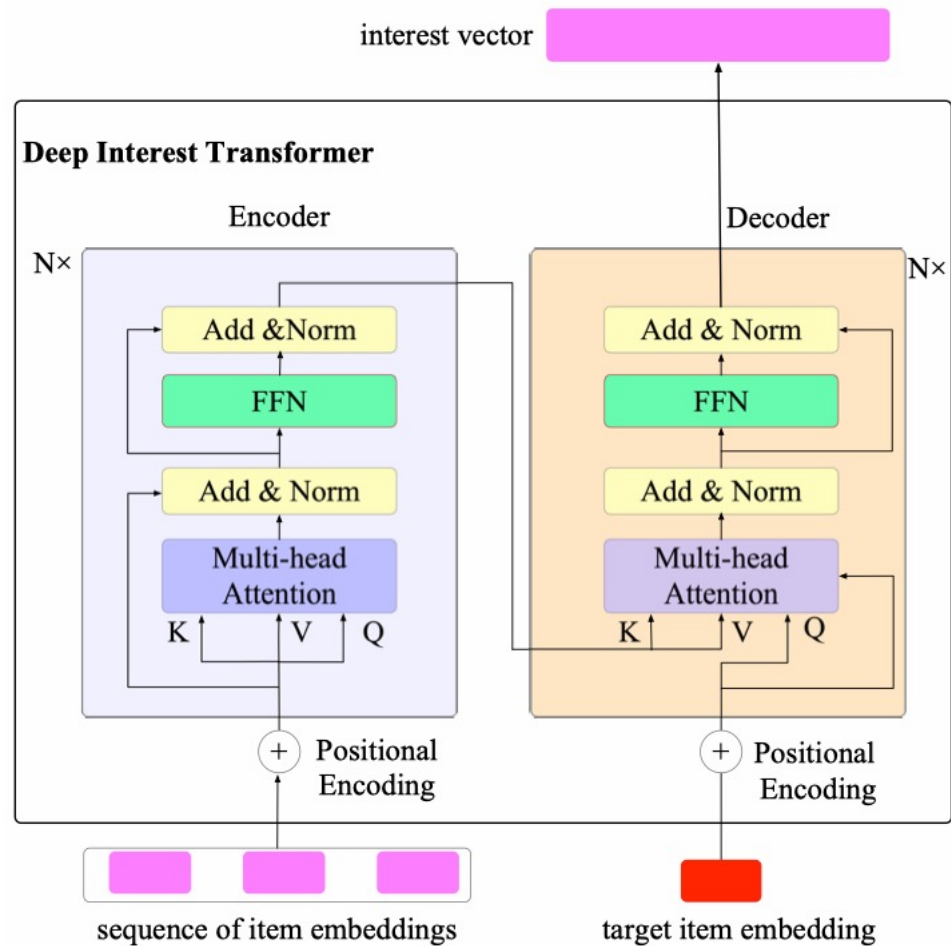 interest vector
Deep Interest Transformer
Encoder
Decoder
N×
N×
Add &Norm
FFN
Add & Norm
Multi-head
Attention
K
V
Q
Add & Norm
FFN
Add & Norm
Multi-head
Attention
K
V
Q
+
Positional
Encoding
+
Positional
Encoding
sequence of item embeddings
target item embedding